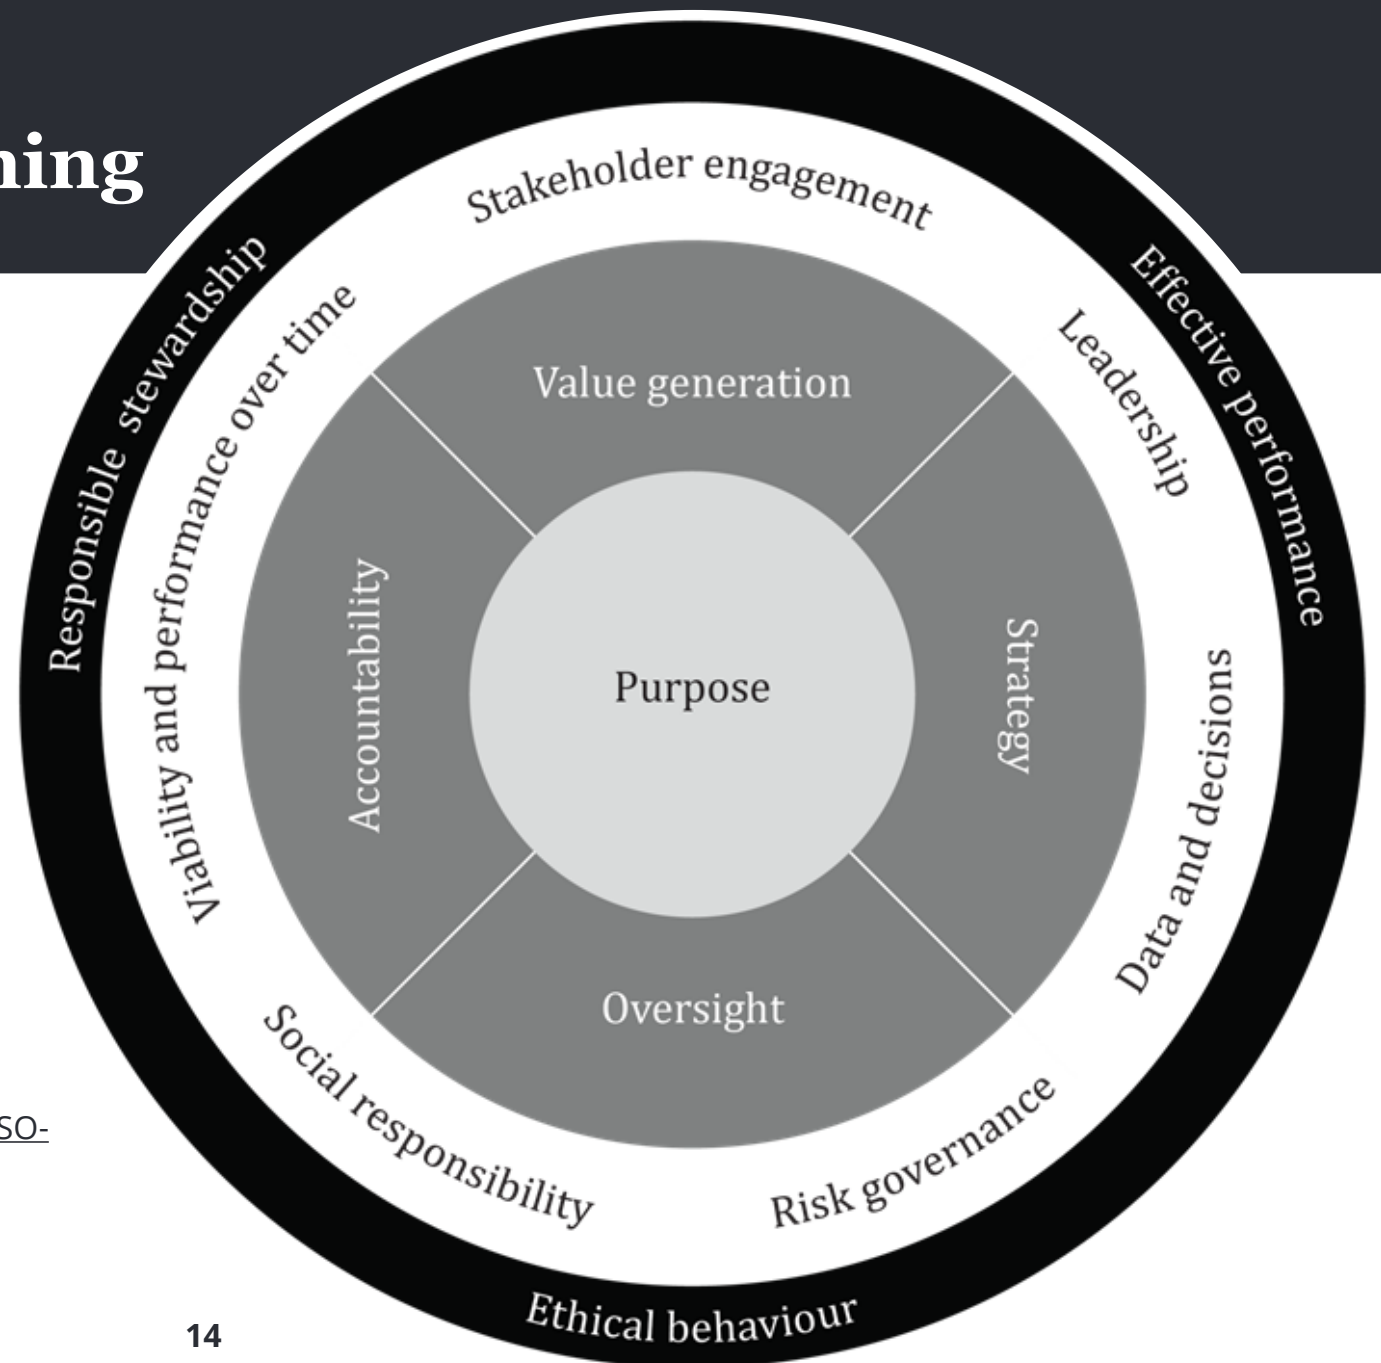 ning
Stakeholder engagement
Responsible stewardship
Effective performance
Viability and performance over time
Leadership
Value generation
Accountability
Purpose
Strategy
Data and decisions
Oversight
Social responsibility
Risk governance
SO-
Ethical behaviour
14